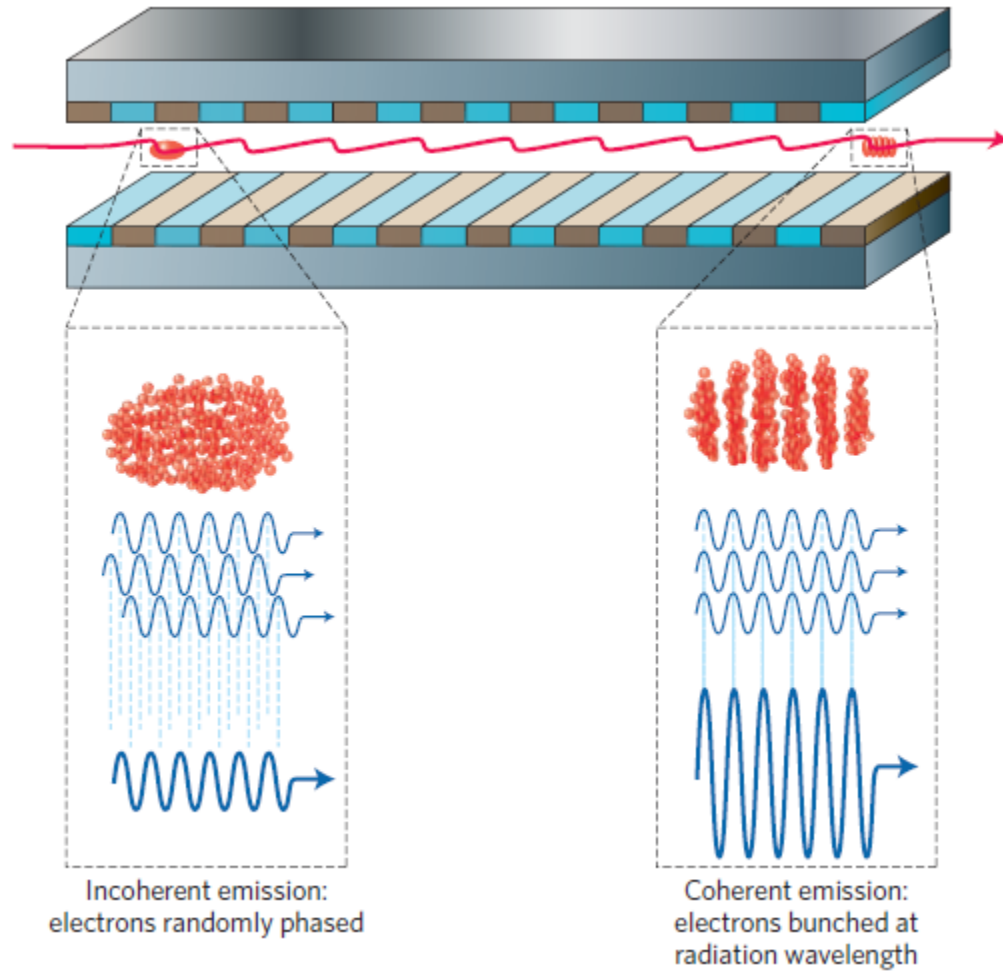 Incoherent emission:
electrons randomly phased
Coherent emission:
electrons bunched at
radiation wavelength